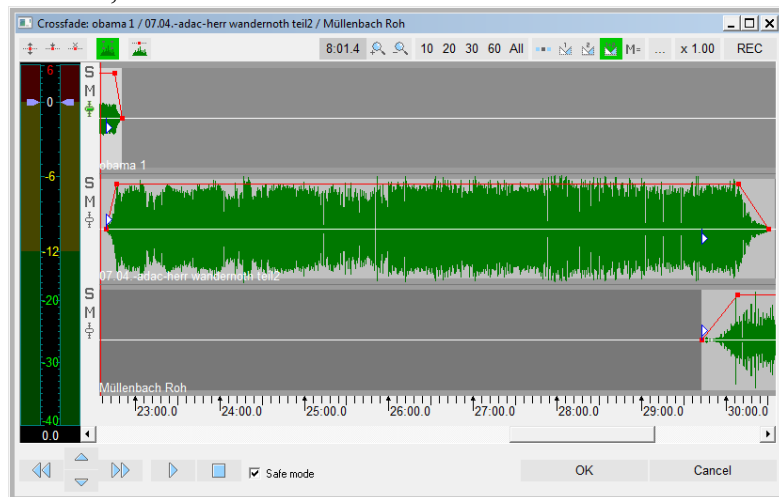 Crossfade: obama 1 / 07.04.-adac-herr wandernoth teil2 / Müllenbach Roh
8:01.4 10 20 30 60 All M= ... x 1.00 REC
6
0
-6
-12
-20
-30
-40
0.0
S
M
obama 1
S
M
07.04.-adac-herr wandernoth teil2
S
M
Müllenbach Roh
23:00.0 24:00.0 25:00.0 26:00.0 27:00.0 28:00.0 29:00.0 30:00.0
Safe mode OK Cancel